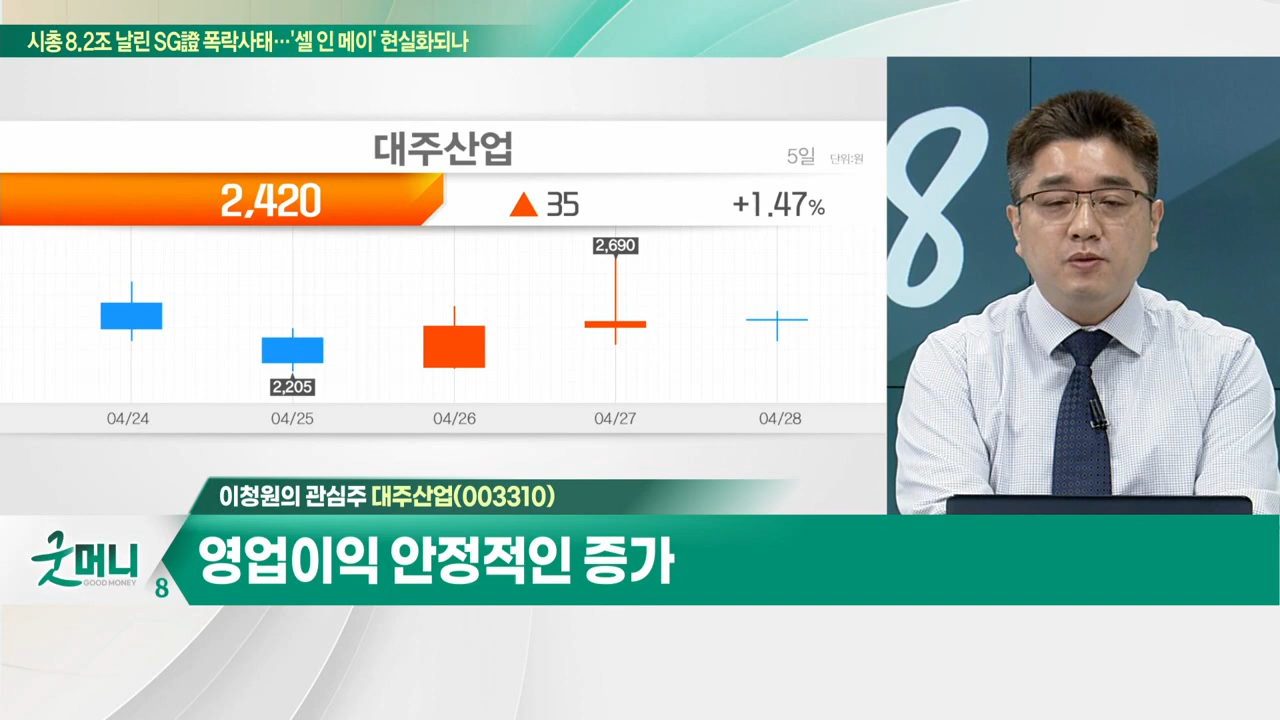 시총 8.2조 날린 SG證 폭락사태…'셀 인 메이' 현실화되나
대주산업
5일 단위:원
2,420 ▲ 35 +1.47%
2,690
2,205
04/24 04/25 04/26 04/27 04/28
8
이청원의 관심주 대주산업(003310)
영업이익 안정적인 증가
굿머니
GOOD MONEY
8